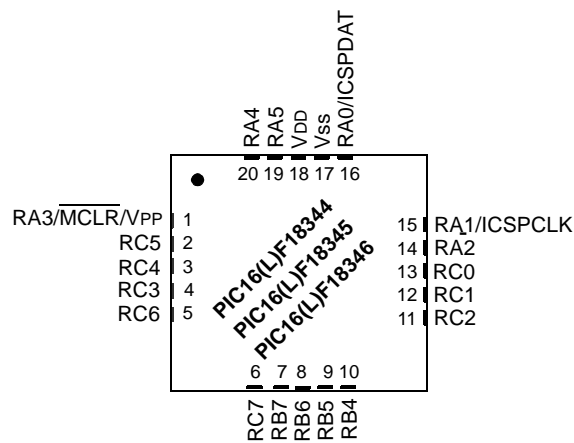 RA4
RA5
VDD
Vss
RA0/ICSPDAT
20 19 18 17 16
RA3/MCLR/VPP 1
RC5 2
RC4 3
RC3 4
RC6 5
PIC16(L)F18344
PIC16(L)F18345
PIC16(L)F18346
15 RA1/ICSPCLK
14 RA2
13 RC0
12 RC1
11 RC2
6 7 8 9 10
RC7
RB7
RB6
RB5
RB4